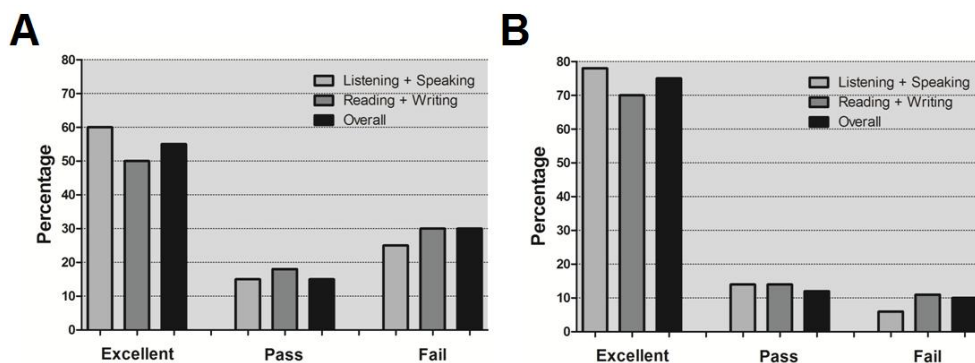 A
80
70
60
50
40
30
20
10
0
Percentage
Listening + Speaking
Reading + Writing
Overall
Excellent
Pass
Fail
B
80
70
60
50
40
30
20
10
0
Percentage
Listening + Speaking
Reading + Writing
Overall
Excellent
Pass
Fail